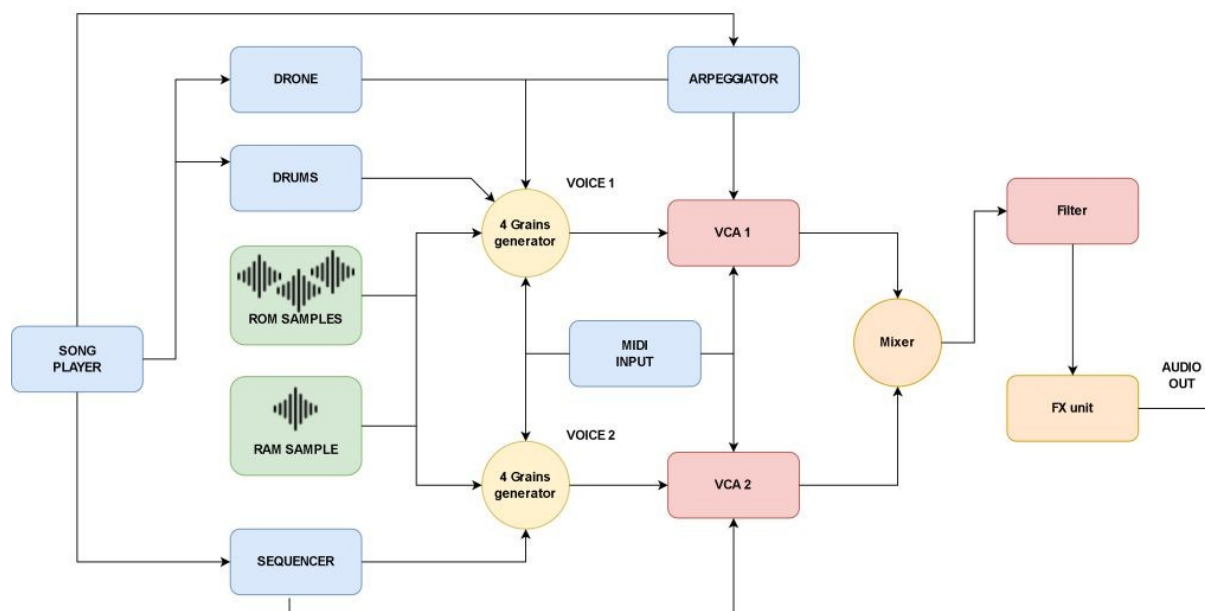 DRONE
ARPEGGIATOR
DRUMS
VOICE 1
4 Grains
generator
VCA 1
Filter
ROM SAMPLES
SONG
PLAYER
MIDI
INPUT
Mixer
AUDIO
OUT
FX unit
RAM SAMPLE
VOICE 2
4 Grains
generator
VCA 2
SEQUENCER